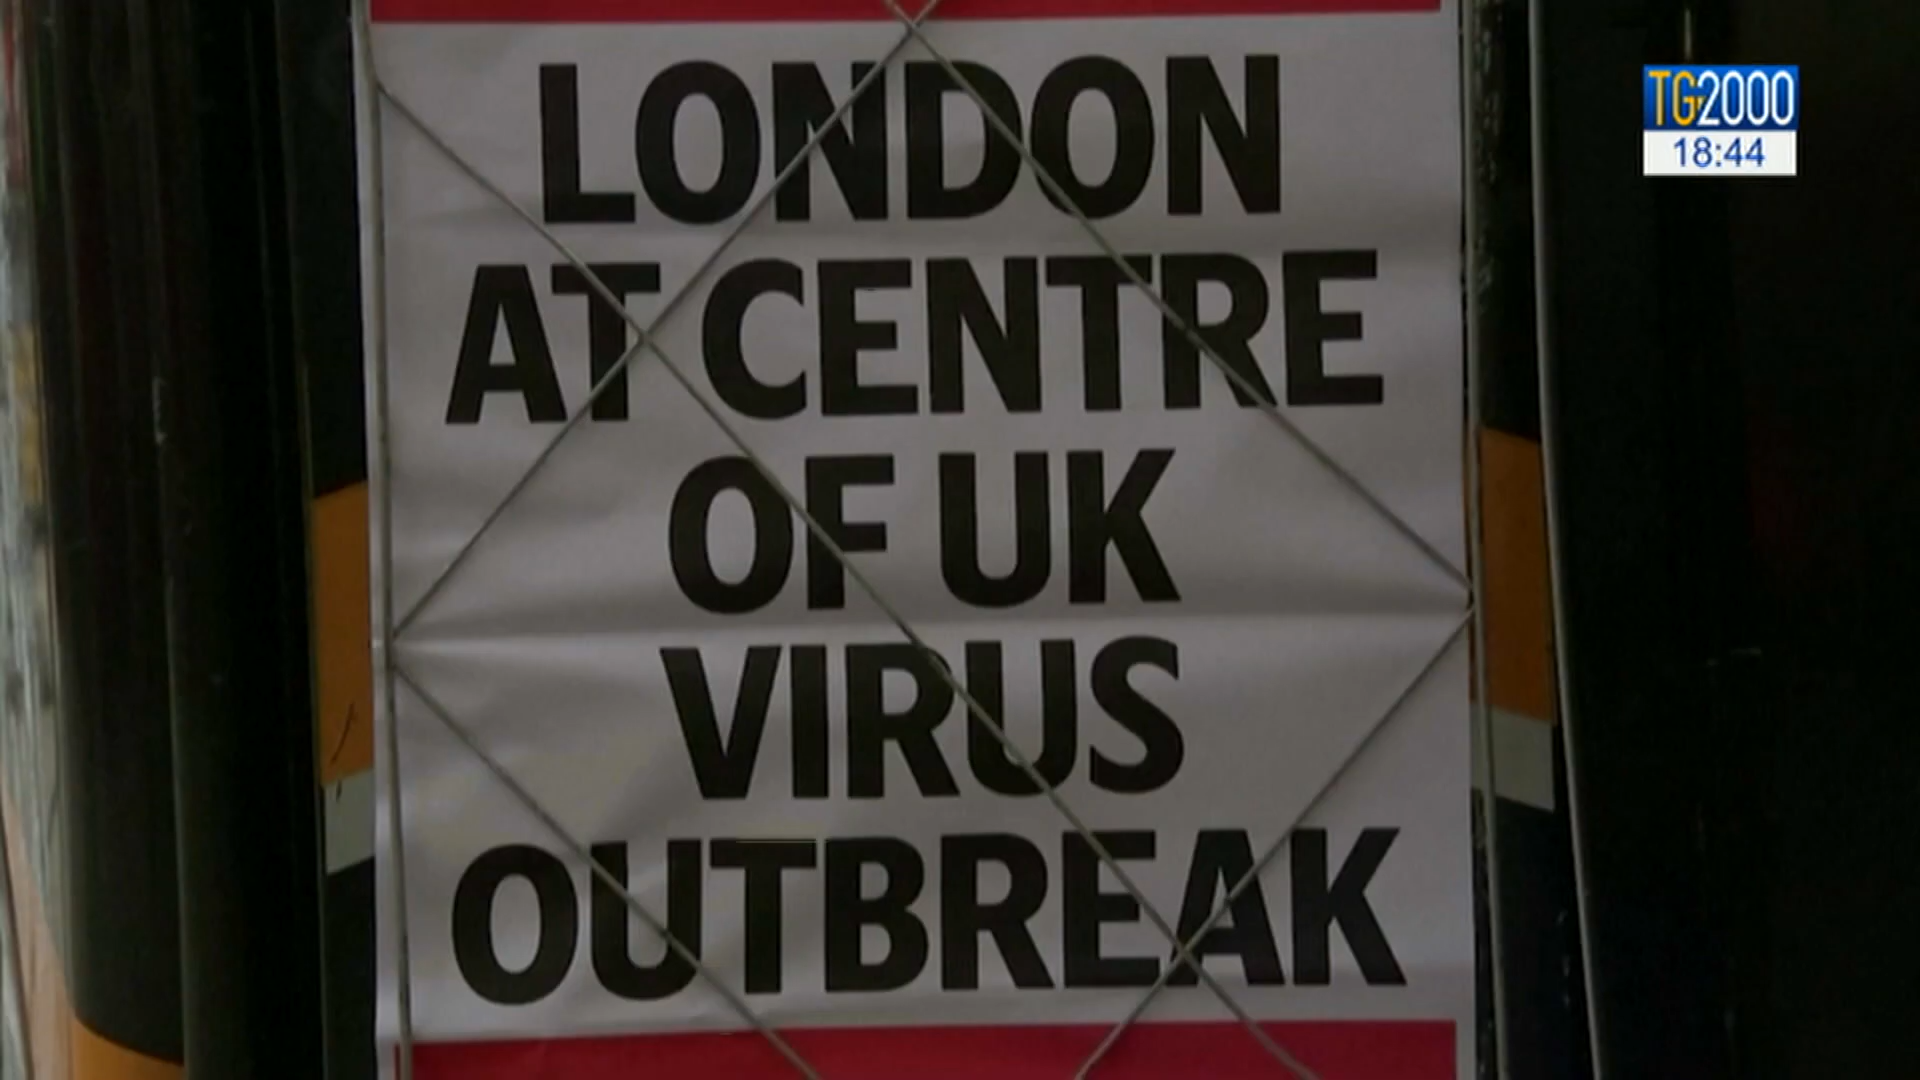 LONDON
AT CENTRE
OF UK
VIRUS
OUTBREAK
TG2000
18:44